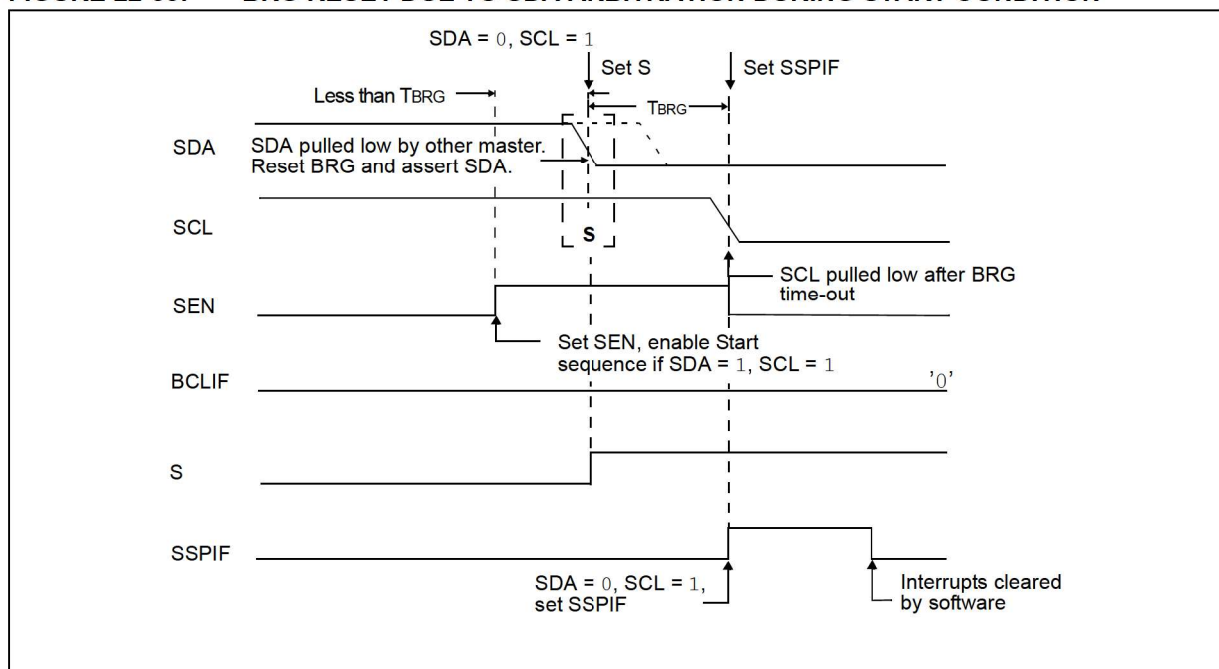 SDA = 0, SCL = 1
Set S
Set SSPIF
Less than TBRG
TBRG
SDA
SDA pulled low by other master.
Reset BRG and assert SDA.
SCL
S
SCL pulled low after BRG
time-out
SEN
Set SEN, enable Start
sequence if SDA = 1, SCL = 1
BCLIF
'0'
S
SSPIF
SDA = 0, SCL = 1,
set SSPIF
Interrupts cleared
by software